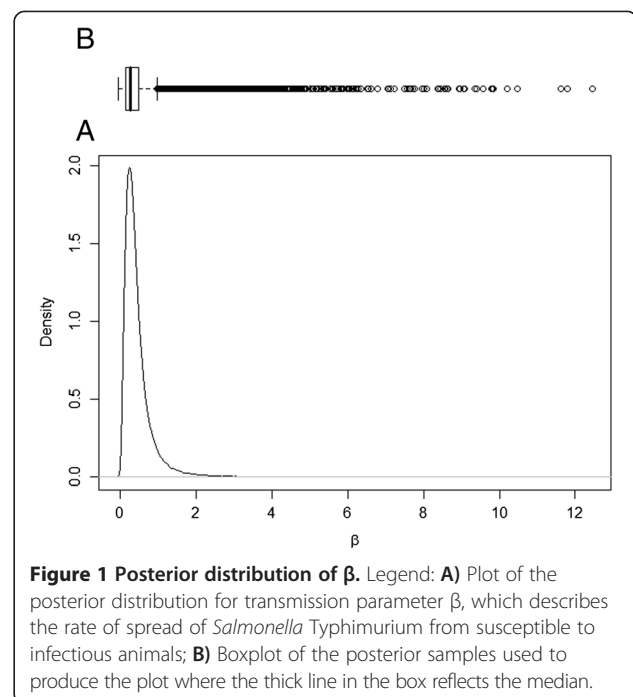 B
A
2.0
1.5
1.0
0.5
0.0
Density
0 2 4 6 8 10 12
β
Figure 1 Posterior distribution of β. Legend: A) Plot of the
posterior distribution for transmission parameter β, which describes
the rate of spread of Salmonella Typhimurium from susceptible to
infectious animals; B) Boxplot of the posterior samples used to
produce the plot where the thick line in the box reflects the median.